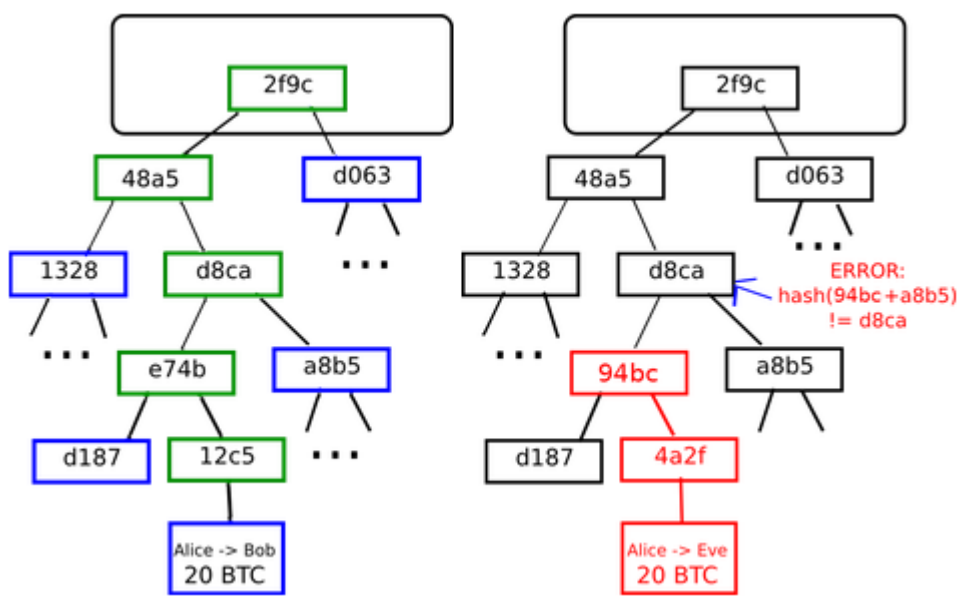 2f9c
48a5
d063
1328
d8ca
...
...
e74b
a8b5
d187
12c5
...
Alice -> Bob
20 BTC
2f9c
48a5
d063
...
1328
d8ca
ERROR:
hash(94bc+a8b5)
!= d8ca
...
94bc
a8b5
d187
4a2f
Alice -> Eve
20 BTC